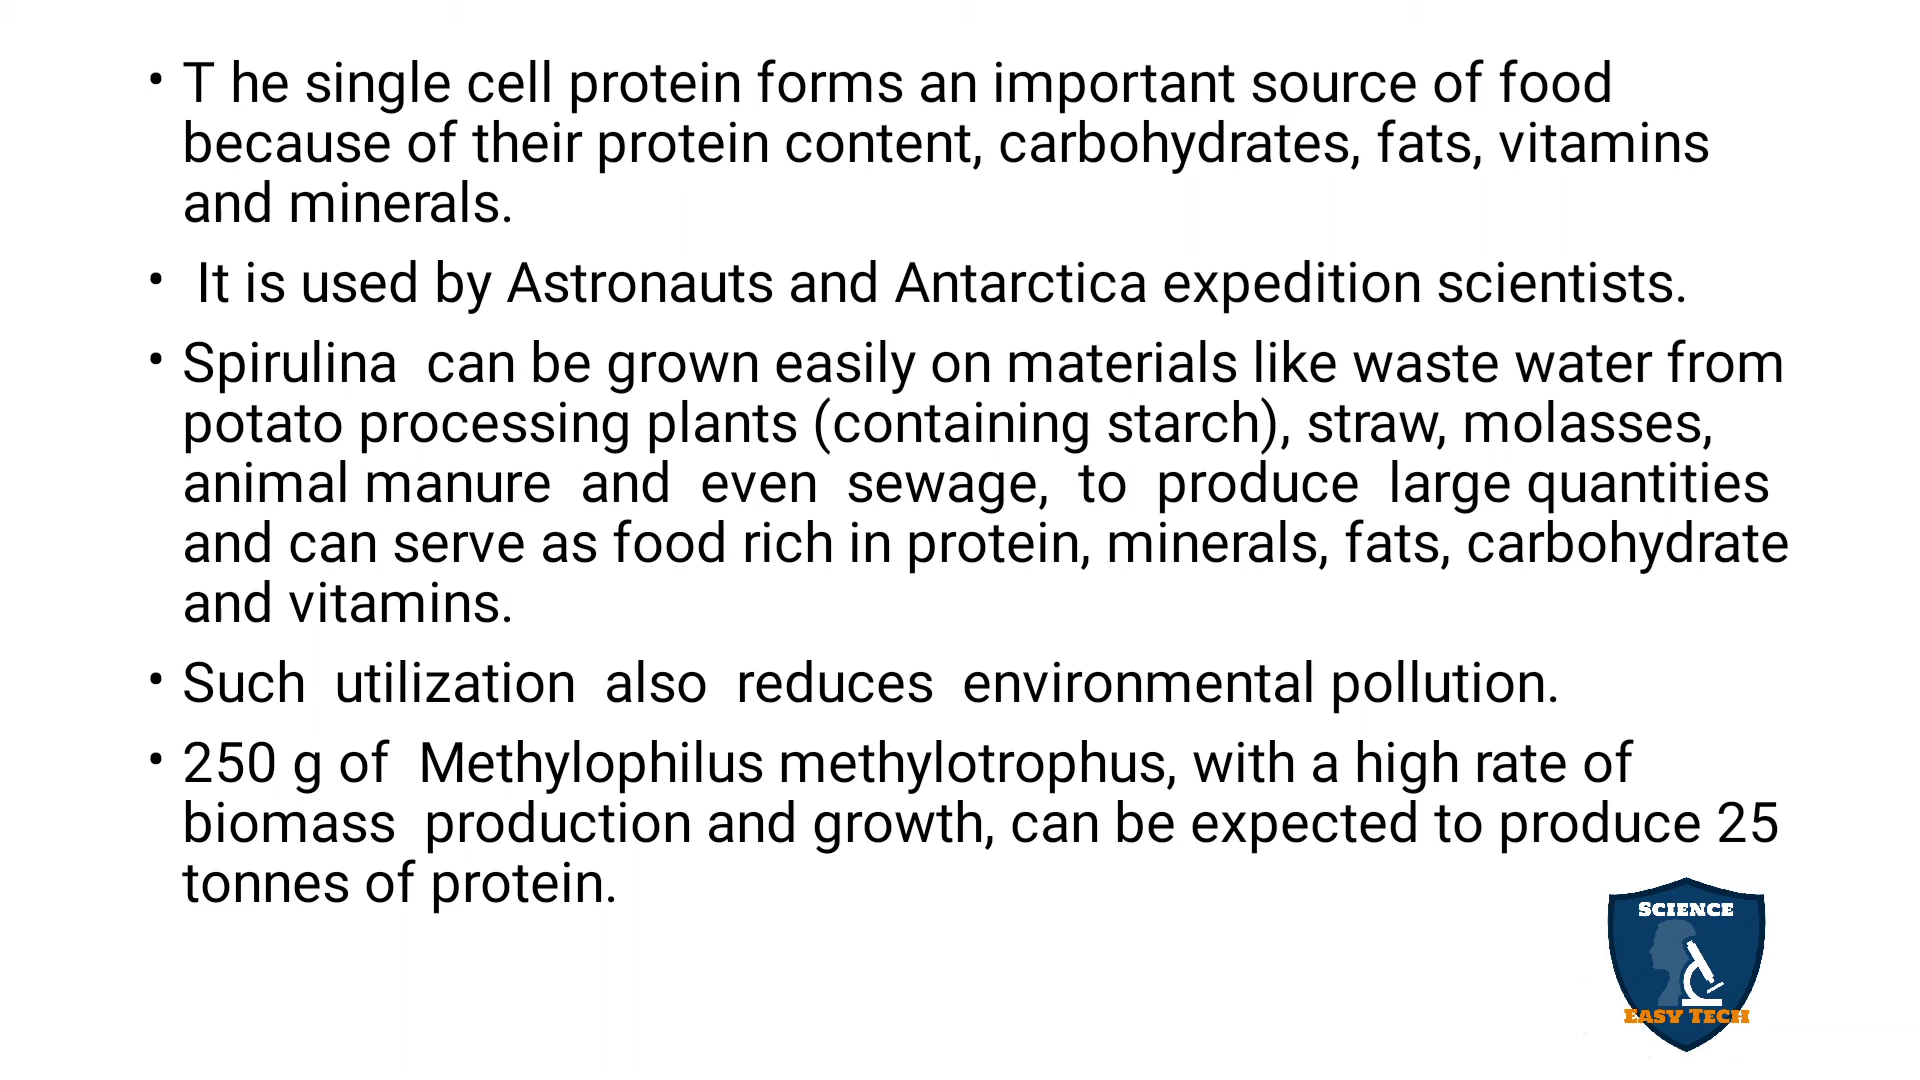 • T he single cell protein forms an important source of food
because of their protein content, carbohydrates, fats, vitamins
and minerals.
•  It is used by Astronauts and Antarctica expedition scientists.
• Spirulina  can be grown easily on materials like waste water from
potato processing plants (containing starch), straw, molasses,
animal manure  and  even  sewage,  to  produce  large quantities
and can serve as food rich in protein, minerals, fats, carbohydrate
and vitamins.
• Such  utilization  also  reduces  environmental pollution.
• 250 g of  Methylophilus methylotrophus, with a high rate of
biomass  production and growth, can be expected to produce 25
tonnes of protein.
SCIENCE
EASY TECH